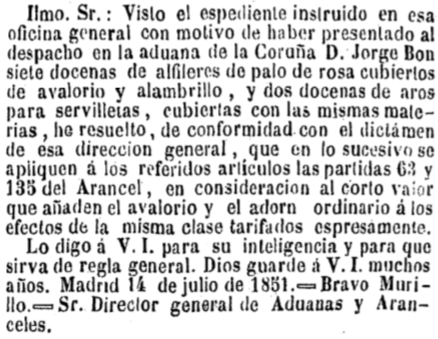 Ilmo. Sr.: Visto el espediente instruido en esa
oficina general con motivo de haber presentado al
despacho en la aduana de la Coruña D. Jorge Bon
siete docenas de alfileres de palo de rosa cubiertos
de avalorio y alambrillo, y dos docenas de aros
para servilletas, cubiertas con las mismas mate-
rias, he resuelto, de conformidad con el dictámen
de esa direccion general, que en lo sucesivo se
apliquen á los referidos artículos las partidas 63 y
135 del Arancel, en consideracion al corto valor
que añaden el avalorio y el adorn ordinario á los
efectos de la misma clase tarifados espresamente.
Lo digo á V. I. para su inteligencia y para que
sirva de regla general. Dios guarde á V. I. muchos
años. Madrid 14 de julio de 1851.=Bravo Muri-
llo.=Sr. Director general de Aduanas y Aran-
celes.